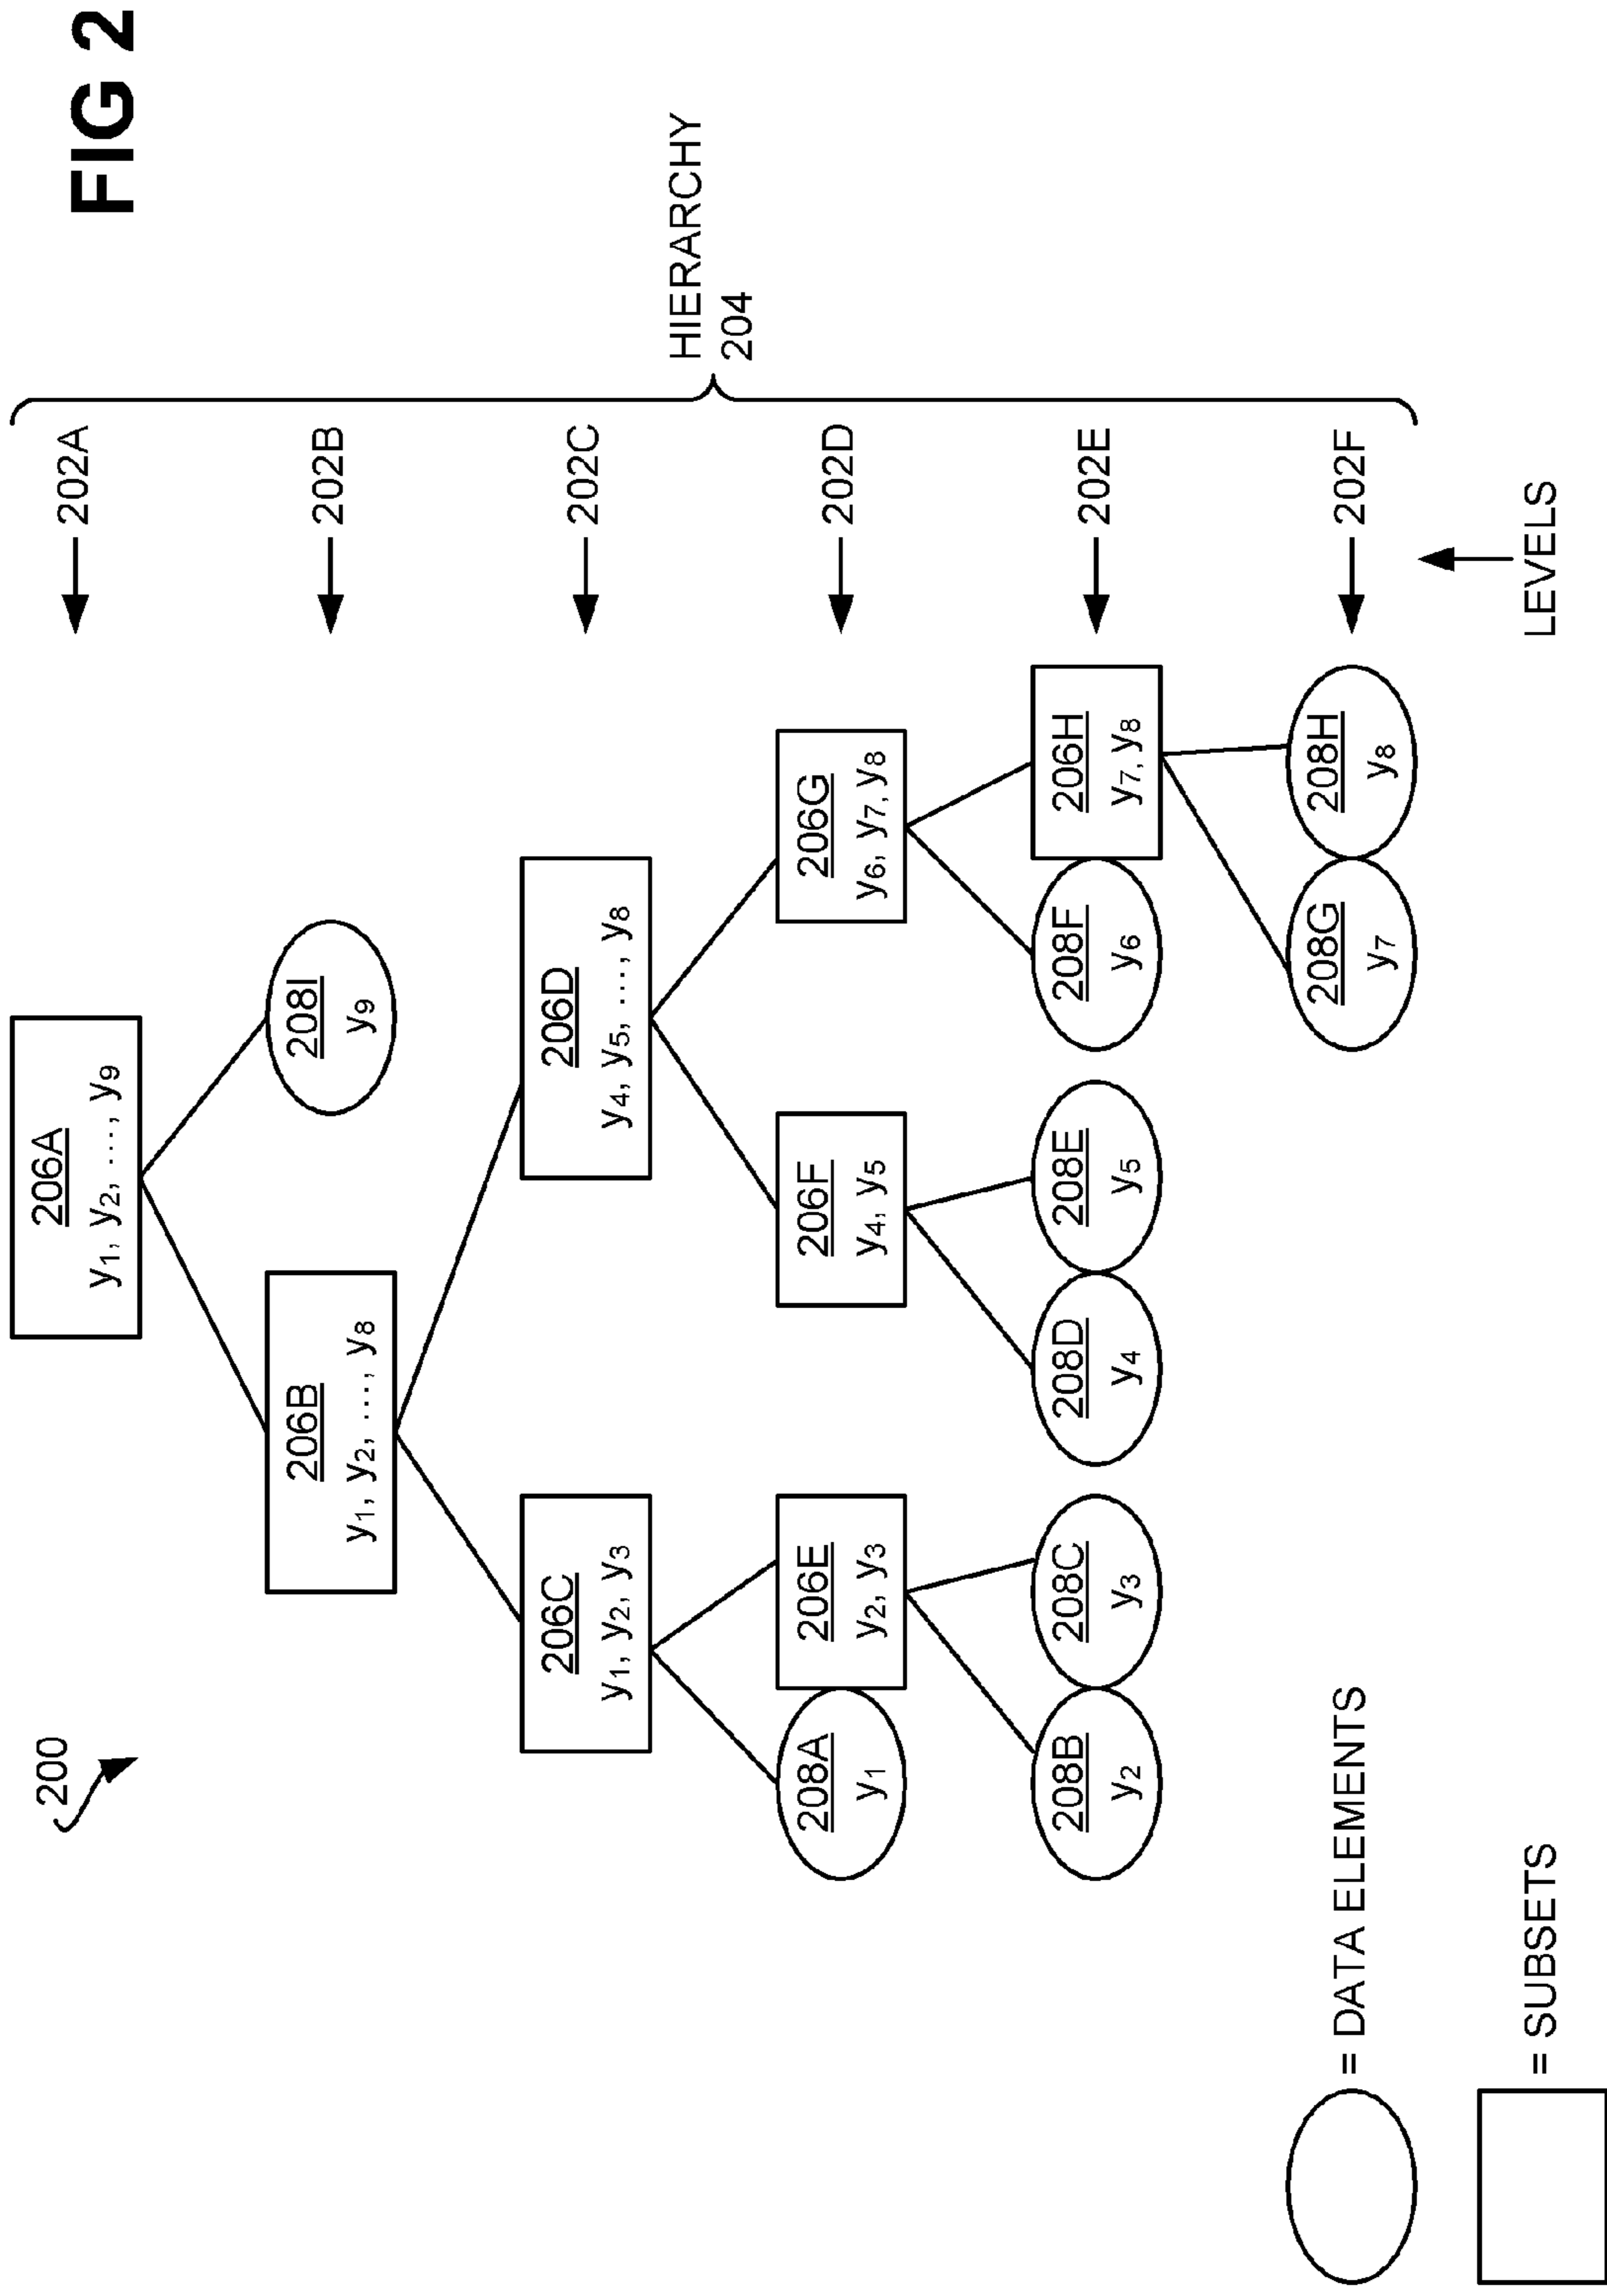 FIG 2
200
206A
y1, y2, ..., y9
202A
206B
y1, y2, ..., y8
208I
y9
202B
206C
y1, y2, y3
206D
y4, y5, ..., y8
202C
HIERARCHY
204
208A
y1
206E
y2, y3
206F
y4, y5
206G
y6, y7, y8
202D
208B
y2
208C
y3
208D
y4
208E
y5
208F
y6
206H
y7, y8
202E
208G
y7
208H
y8
202F
= DATA ELEMENTS
= SUBSETS
LEVELS